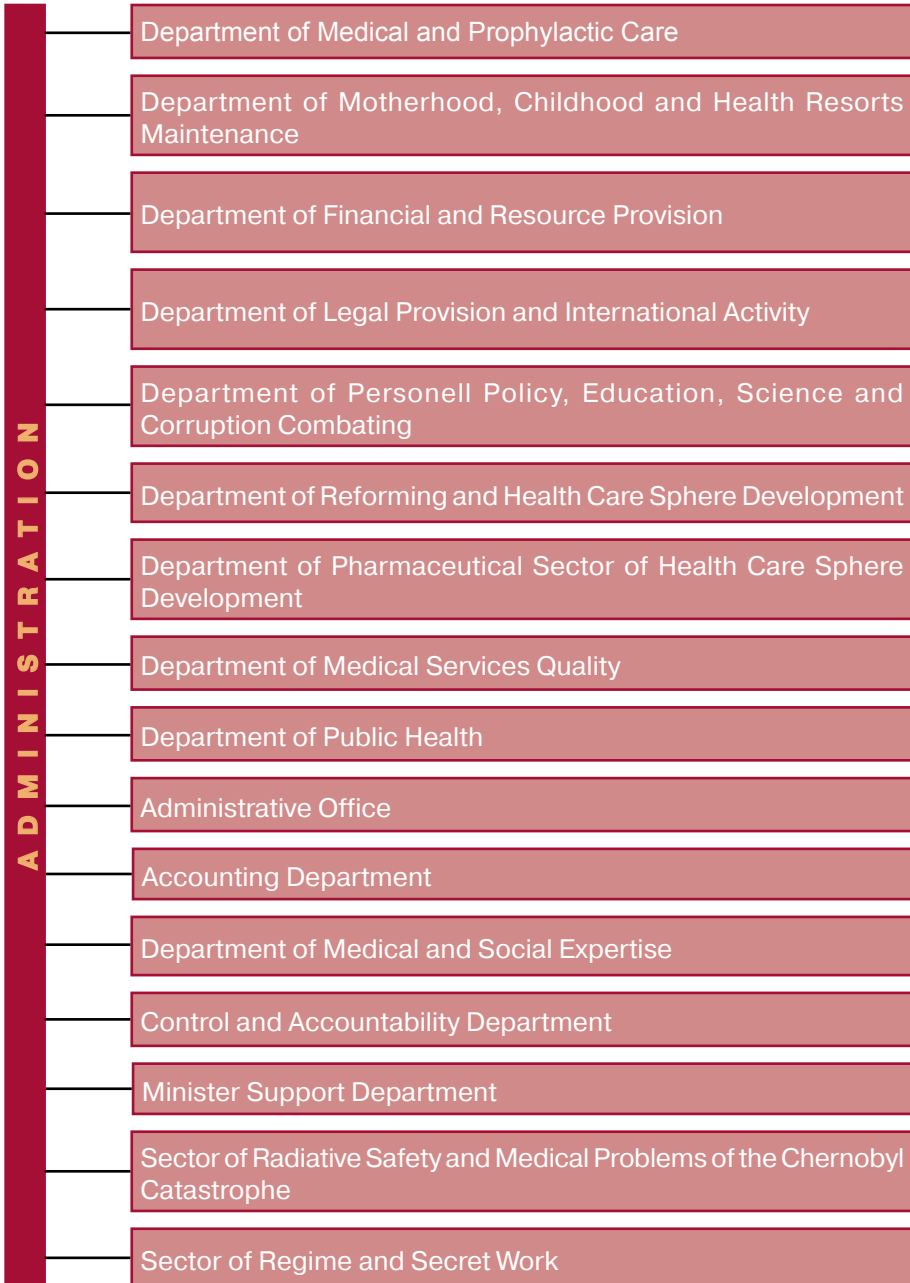 ADMINISTRATION
Department of Medical and Prophylactic Care
Department of Motherhood, Childhood and Health Resorts
Maintenance
Department of Financial and Resource Provision
Department of Legal Provision and International Activity
Department of Personell Policy, Education, Science and
Corruption Combating
Department of Reforming and Health Care Sphere Development
Department of Pharmaceutical Sector of Health Care Sphere
Development
Department of Medical Services Quality
Department of Public Health
Administrative Office
Accounting Department
Department of Medical and Social Expertise
Control and Accountability Department
Minister Support Department
Sector of Radiative Safety and Medical Problems of the Chernobyl
Catastrophe
Sector of Regime and Secret Work